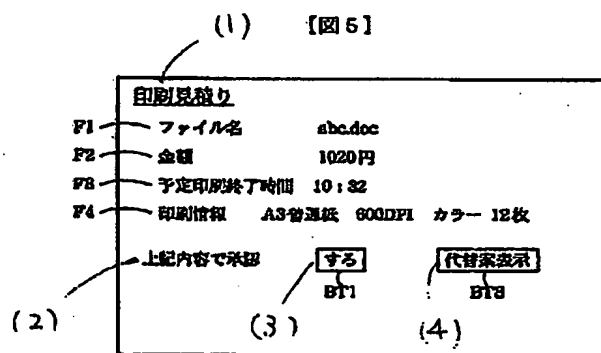 (1) 【図5】
印刷見積り
F1 ファイル名 abc.doc
F2 金額 1020円
F3 予定印刷終了時間 10:32
F4 印刷情報 A3普通紙 600DPI カラー 12枚
上記内容で承認 する 代替案表示
BT1 BT3
(2) (3) (4)